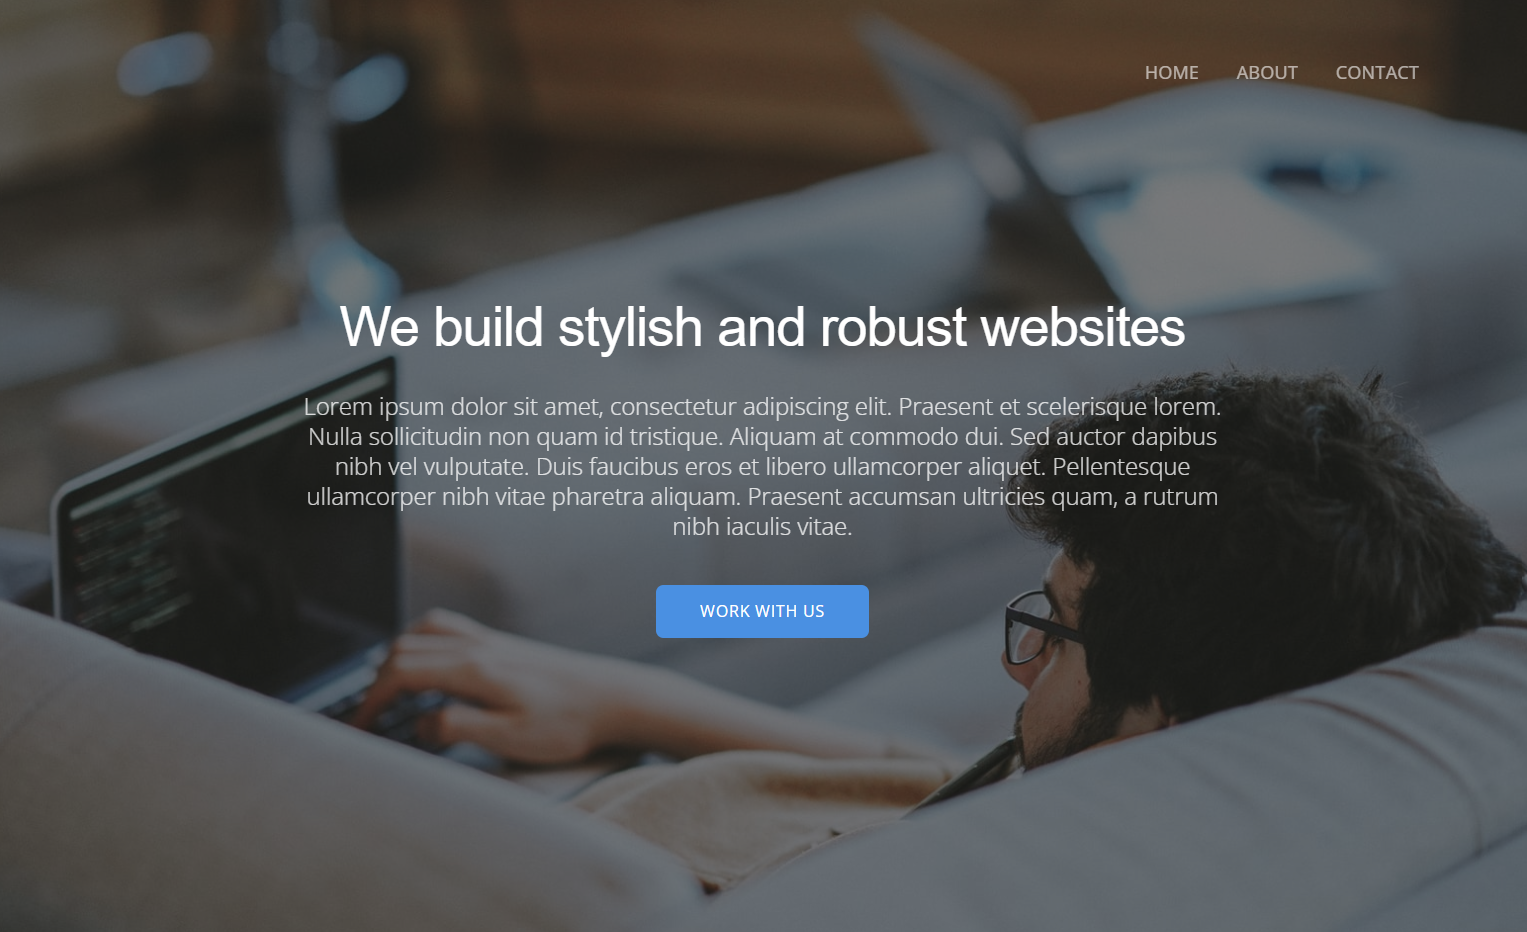 HOME ABOUT CONTACT
We build stylish and robust websites
Lorem ipsum dolor sit amet, consectetur adipiscing elit. Praesent et scelerisque lorem.
Nulla sollicitudin non quam id tristique. Aliquam at commodo dui. Sed auctor dapibus
nibh vel vulputate. Duis faucibus eros et libero ullamcorper aliquet. Pellentesque
ullamcorper nibh vitae pharetra aliquam. Praesent accumsan ultricies quam, a rutrum
nibh iaculis vitae.
WORK WITH US